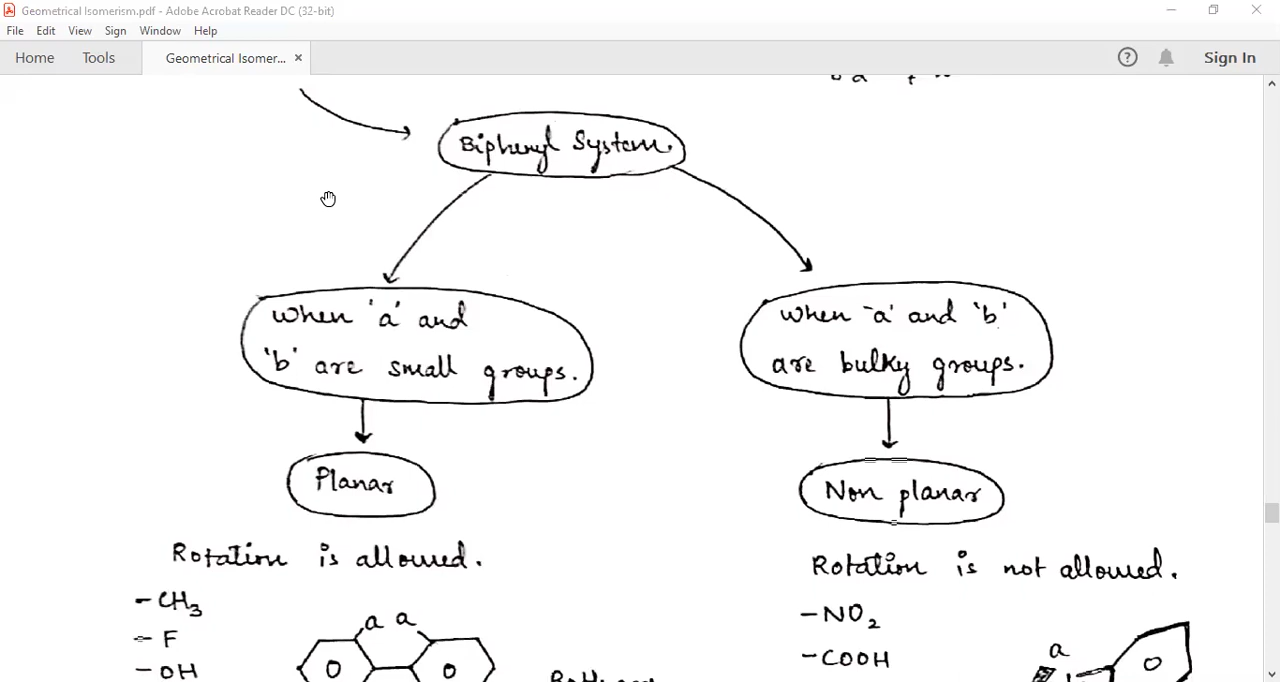 Geometrical Isomerism.pdf - Adobe Acrobat Reader DC (32-bit)
File Edit View Sign Window Help
Home Tools Geometrical Isomer... × Sign In
Biphenyl System.
when 'a' and
'b' are small groups.
when 'a' and 'b'
are bulky groups.
Planar
Non planar
Rotation is allowed.
Rotation is not allowed.
- CH3
- F
- OH
a a
- NO2
- COOH
a